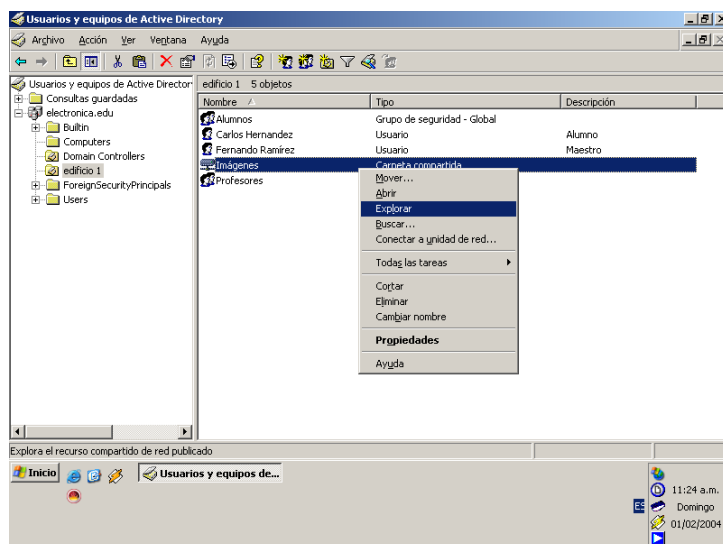 Usuarios y equipos de Active Directory
Archivo Acción Ver Ventana Ayuda
Usuarios y equipos de Active Director
Consultas guardadas
electronica.edu
Builtin
Computers
Domain Controllers
edificio 1
ForeignSecurityPrincipals
Users
edificio 1 5 objetos
Nombre Tipo Descripción
Alumnos Grupo de seguridad - Global
Carlos Hernandez Usuario Alumno
Fernando Ramírez Usuario Maestro
Imágenes Carpeta compartida
Profesores
Mover...
Abrir
Explorar
Buscar...
Conectar a unidad de red...
Todas las tareas
Cortar
Eliminar
Cambiar nombre
Propiedades
Ayuda
Explora el recurso compartido de red publicado
Inicio
Usuarios y equipos de...
ES
11:24 a.m.
Domingo
01/02/2004